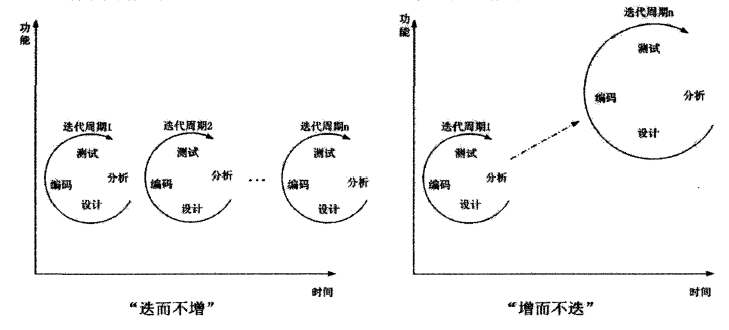 功能
迭代周期1
测试
编码
分析
设计
迭代周期2
测试
编码
分析
设计
...
迭代周期n
测试
编码
分析
设计
时间
“迭而不增”
功能
迭代周期1
测试
编码
分析
设计
迭代周期n
测试
编码
分析
设计
时间
“增而不迭”